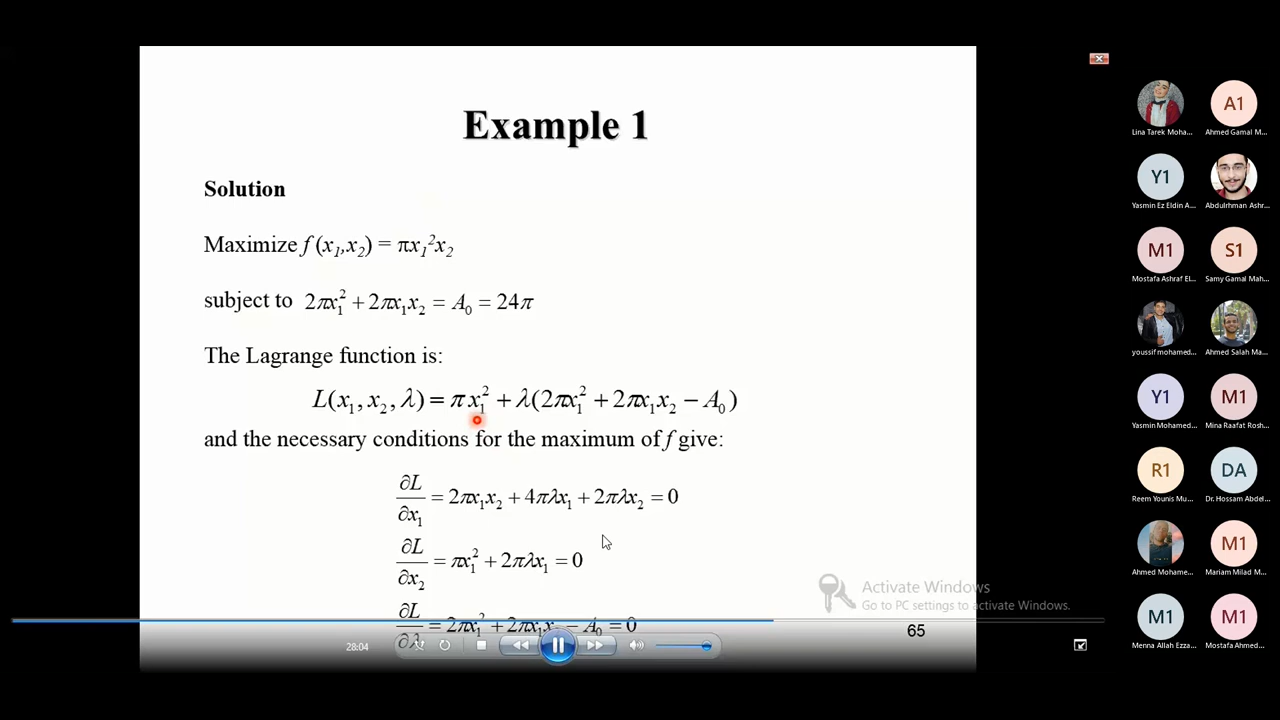 Example 1
Solution
Maximize f (x₁,x₂) = πx₁²x₂
subject to 2πx₁² + 2πx₁x₂ = A₀ = 24π
The Lagrange function is:
L(x₁, x₂, λ) = π x₁² + λ(2πx₁² + 2πx₁x₂ − A₀)
and the necessary conditions for the maximum of f give:
∂L/∂x₁ = 2πx₁x₂ + 4πλx₁ + 2πλx₂ = 0
∂L/∂x₂ = πx₁² + 2πλx₁ = 0
∂L/∂λ = 2πx₁² + 2πx₁x₂ − A₀ = 0
65
28:04
Activate Windows
Go to PC settings to activate Windows.
Lina Tarek Moha...
A1
Ahmed Gamal M...
Y1
Yasmin Ez Eldin A...
Abdulrhman Ashr...
M1
Mostafa Ashraf El...
S1
Samy Gamal Mah...
youssif mohamed...
Ahmed Salah Ma...
Y1
Yasmin Mohamed...
M1
Mina Raafat Rosh...
R1
Reem Younis Mu...
DA
Dr. Hossam Abdel...
Ahmed Mohame...
M1
Mariam Milad M...
M1
Menna Allah Ezza...
M1
Mostafa Ahmed...